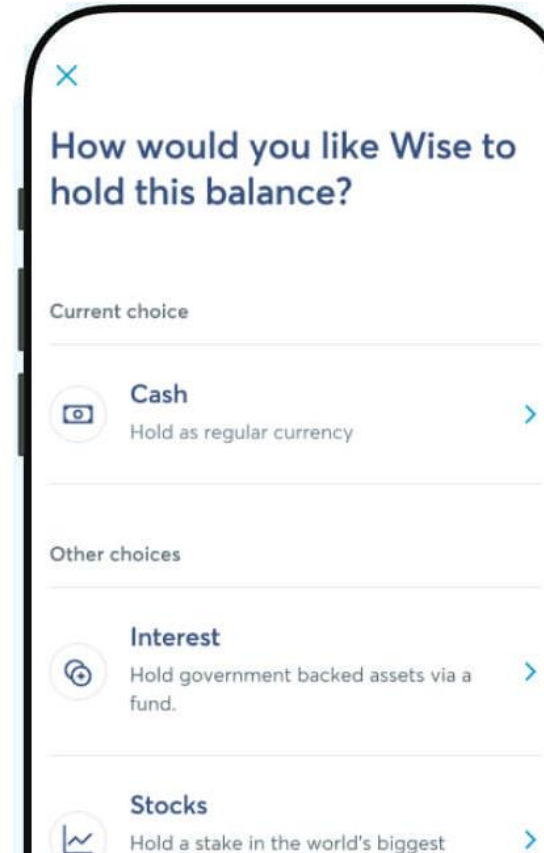 How would you like Wise to
hold this balance?
Current choice
Cash
Hold as regular currency
Other choices
Interest
Hold government backed assets via a
fund.
Stocks
Hold a stake in the world's biggest